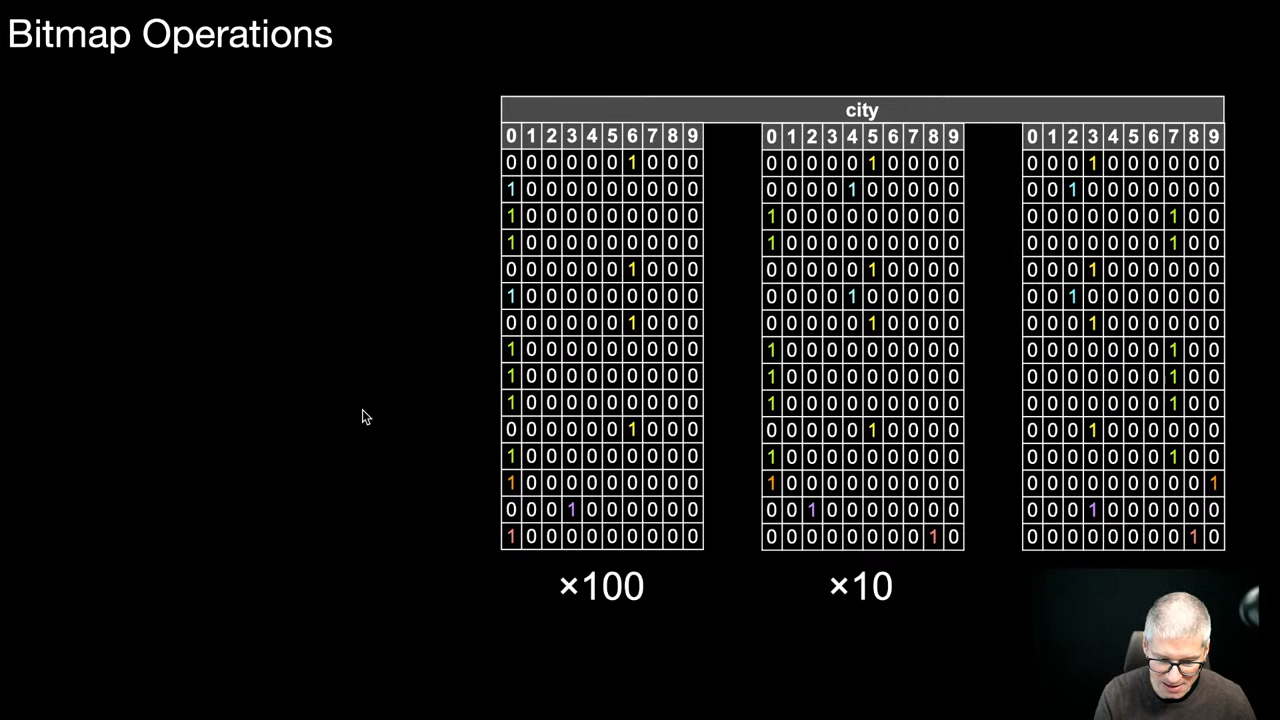 Bitmap Operations
city
0 1 2 3 4 5 6 7 8 9 0 1 2 3 4 5 6 7 8 9 0 1 2 3 4 5 6 7 8 9
0 0 0 0 0 0 1 0 0 0 0 0 0 0 0 1 0 0 0 0 0 0 0 1 0 0 0 0 0 0
1 0 0 0 0 0 0 0 0 0 0 0 0 0 1 0 0 0 0 0 0 0 1 0 0 0 0 0 0 0
1 0 0 0 0 0 0 0 0 0 1 0 0 0 0 0 0 0 0 0 0 0 0 0 0 0 0 1 0 0
1 0 0 0 0 0 0 0 0 0 1 0 0 0 0 0 0 0 0 0 0 0 0 0 0 0 0 1 0 0
0 0 0 0 0 0 1 0 0 0 0 0 0 0 0 1 0 0 0 0 0 0 0 1 0 0 0 0 0 0
1 0 0 0 0 0 0 0 0 0 0 0 0 0 1 0 0 0 0 0 0 0 1 0 0 0 0 0 0 0
0 0 0 0 0 0 1 0 0 0 0 0 0 0 0 1 0 0 0 0 0 0 0 1 0 0 0 0 0 0
1 0 0 0 0 0 0 0 0 0 1 0 0 0 0 0 0 0 0 0 0 0 0 0 0 0 0 1 0 0
1 0 0 0 0 0 0 0 0 0 1 0 0 0 0 0 0 0 0 0 0 0 0 0 0 0 0 1 0 0
1 0 0 0 0 0 0 0 0 0 1 0 0 0 0 0 0 0 0 0 0 0 0 0 0 0 0 1 0 0
0 0 0 0 0 0 1 0 0 0 0 0 0 0 0 1 0 0 0 0 0 0 0 1 0 0 0 0 0 0
1 0 0 0 0 0 0 0 0 0 1 0 0 0 0 0 0 0 0 0 0 0 0 0 0 0 0 1 0 0
1 0 0 0 0 0 0 0 0 0 1 0 0 0 0 0 0 0 0 0 0 0 0 0 0 0 0 0 0 1
0 0 0 1 0 0 0 0 0 0 0 0 1 0 0 0 0 0 0 0 0 0 0 1 0 0 0 0 0 0
1 0 0 0 0 0 0 0 0 0 0 0 0 0 0 0 0 0 1 0 0 0 0 0 0 0 0 0 1 0
×100 ×10